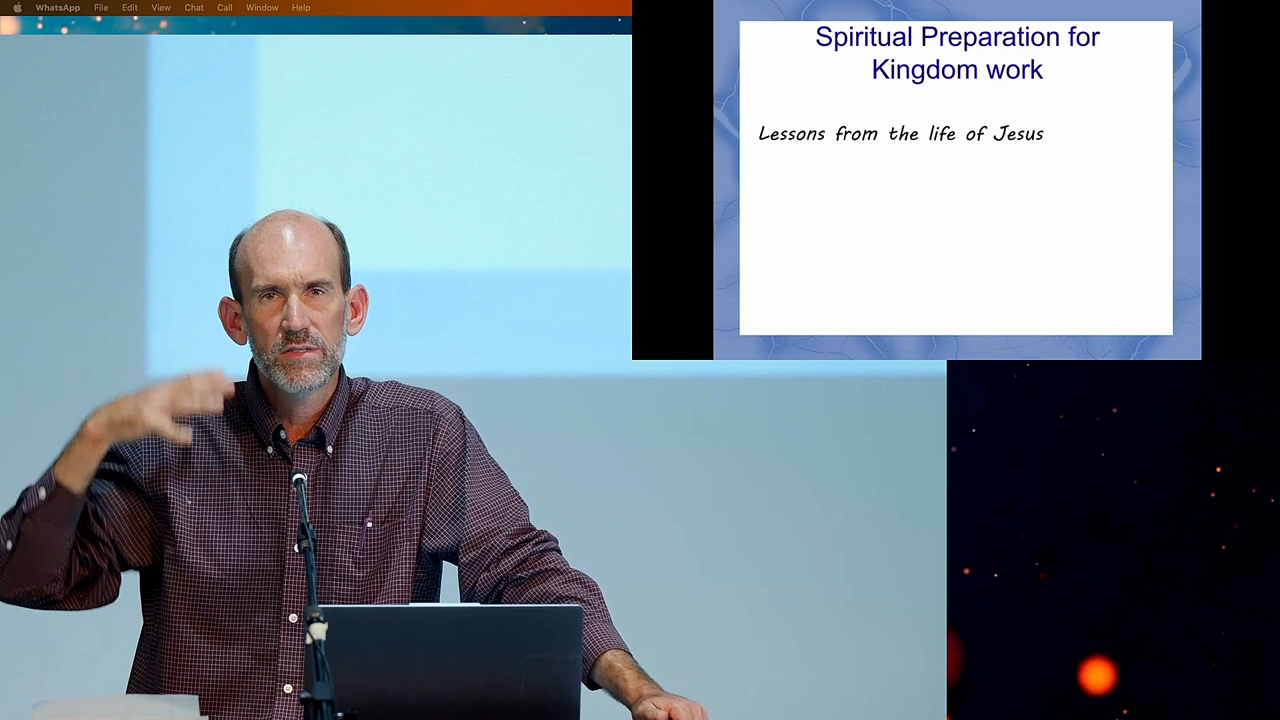 WhatsApp File Edit View Chat Call Window Help
Spiritual Preparation for
Kingdom work
Lessons from the life of Jesus